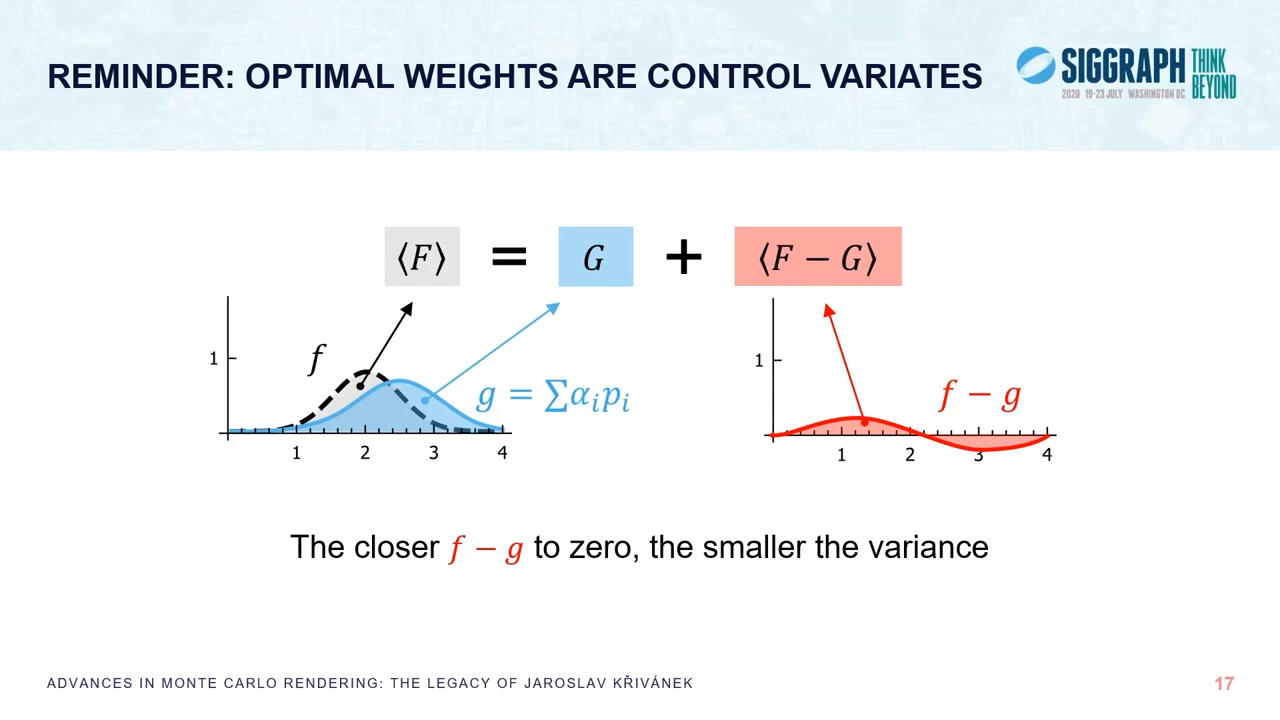 REMINDER: OPTIMAL WEIGHTS ARE CONTROL VARIATES
SIGGRAPH THINK BEYOND
2020 19-23 JULY WASHINGTON DC
⟨F⟩ = G + ⟨F − G⟩
1
f
g = ∑αᵢpᵢ
1 2 3 4
1
f − g
1 2 3 4
The closer f − g to zero, the smaller the variance
ADVANCES IN MONTE CARLO RENDERING: THE LEGACY OF JAROSLAV KŘIVÁNEK
17